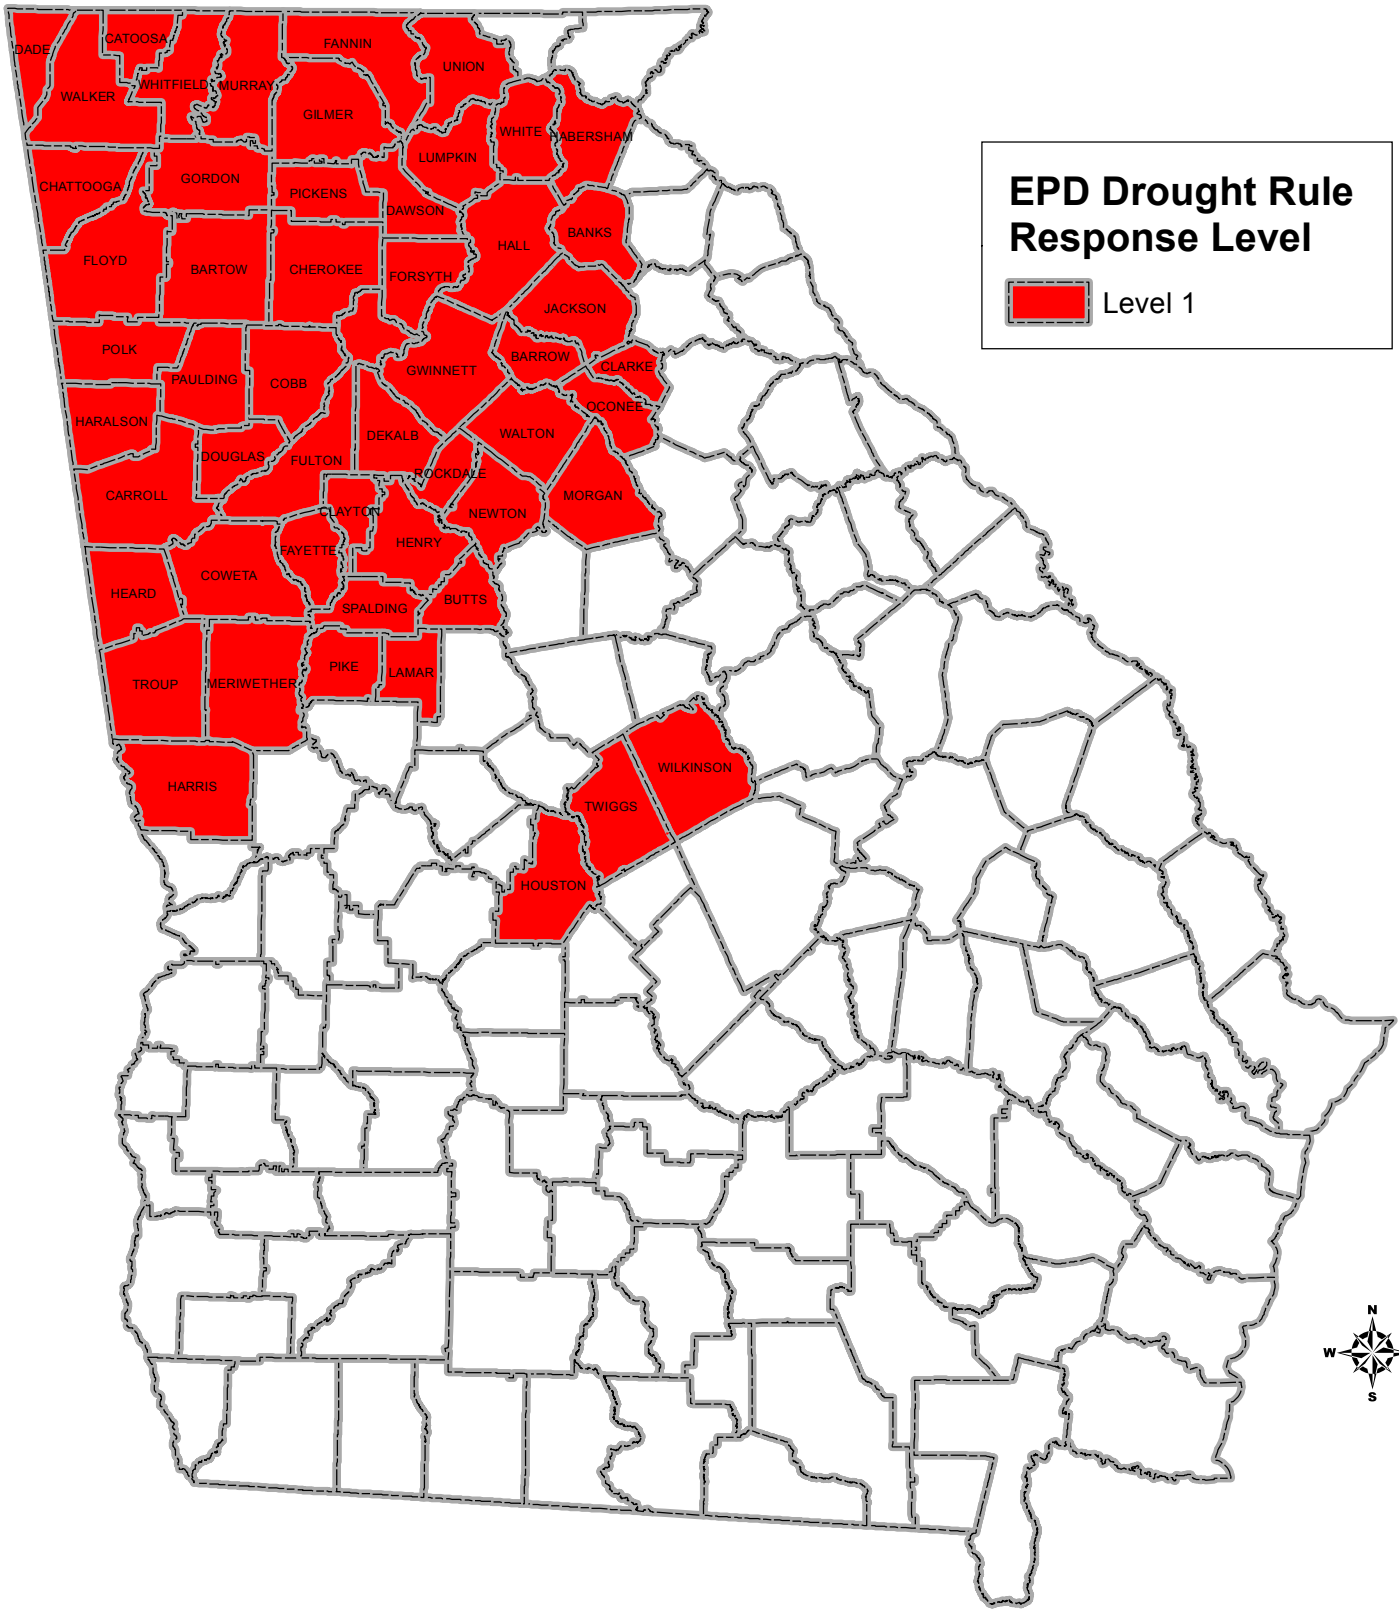 DADE
CATOOSA
FANNIN
UNION
WALKER
WHITFIELD
MURRAY
GILMER
WHITE
HABERSHAM
LUMPKIN
CHATTOOGA
GORDON
PICKENS
DAWSON
HALL
BANKS
FLOYD
BARTOW
CHEROKEE
FORSYTH
JACKSON
POLK
PAULDING
COBB
GWINNETT
BARROW
CLARKE
OCONEE
HARALSON
DOUGLAS
FULTON
DEKALB
WALTON
ROCKDALE
CARROLL
CLAYTON
NEWTON
MORGAN
FAYETTE
HENRY
COWETA
HEARD
SPALDING
BUTTS
TROUP
MERIWETHER
PIKE
LAMAR
HARRIS
TWIGGS
WILKINSON
HOUSTON
EPD Drought Rule
Response Level
Level 1
N
W
S